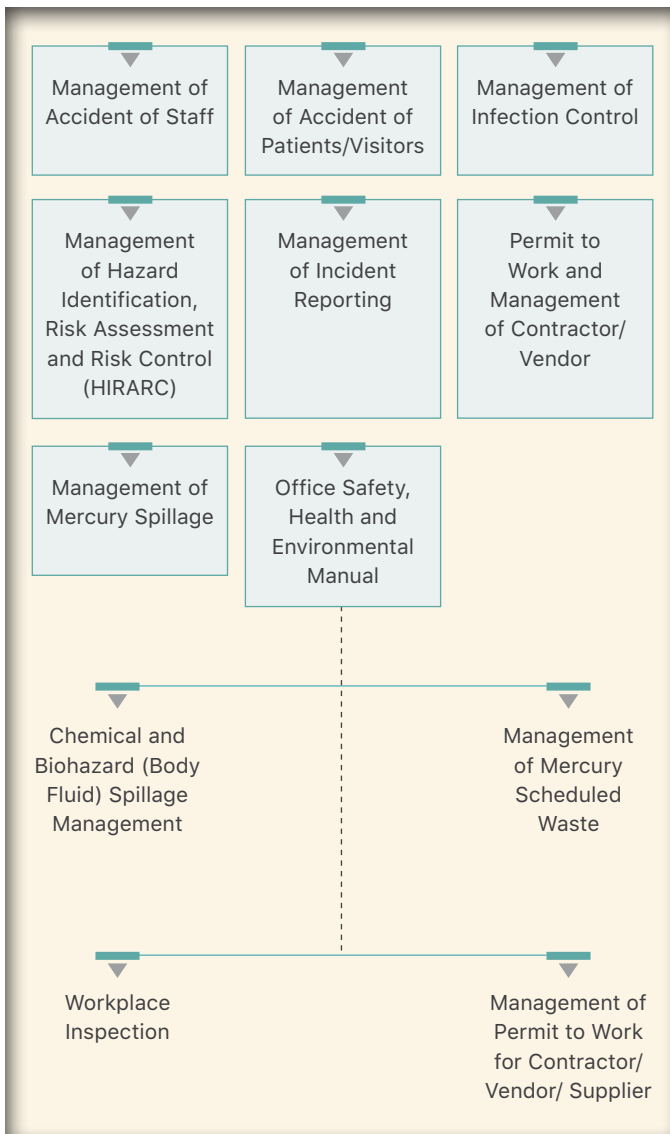 Management of
Accident of Staff
Management
of Accident of
Patients/Visitors
Management of
Infection Control
Management
of Hazard
Identification,
Risk Assessment
and Risk Control
(HIRARC)
Management
of Incident
Reporting
Permit to
Work and
Management
of Contractor/
Vendor
Management of
Mercury Spillage
Office Safety,
Health and
Environmental
Manual
Chemical and
Biohazard (Body
Fluid) Spillage
Management
Management
of Mercury
Scheduled
Waste
Workplace
Inspection
Management of
Permit to Work
for Contractor/
Vendor/ Supplier